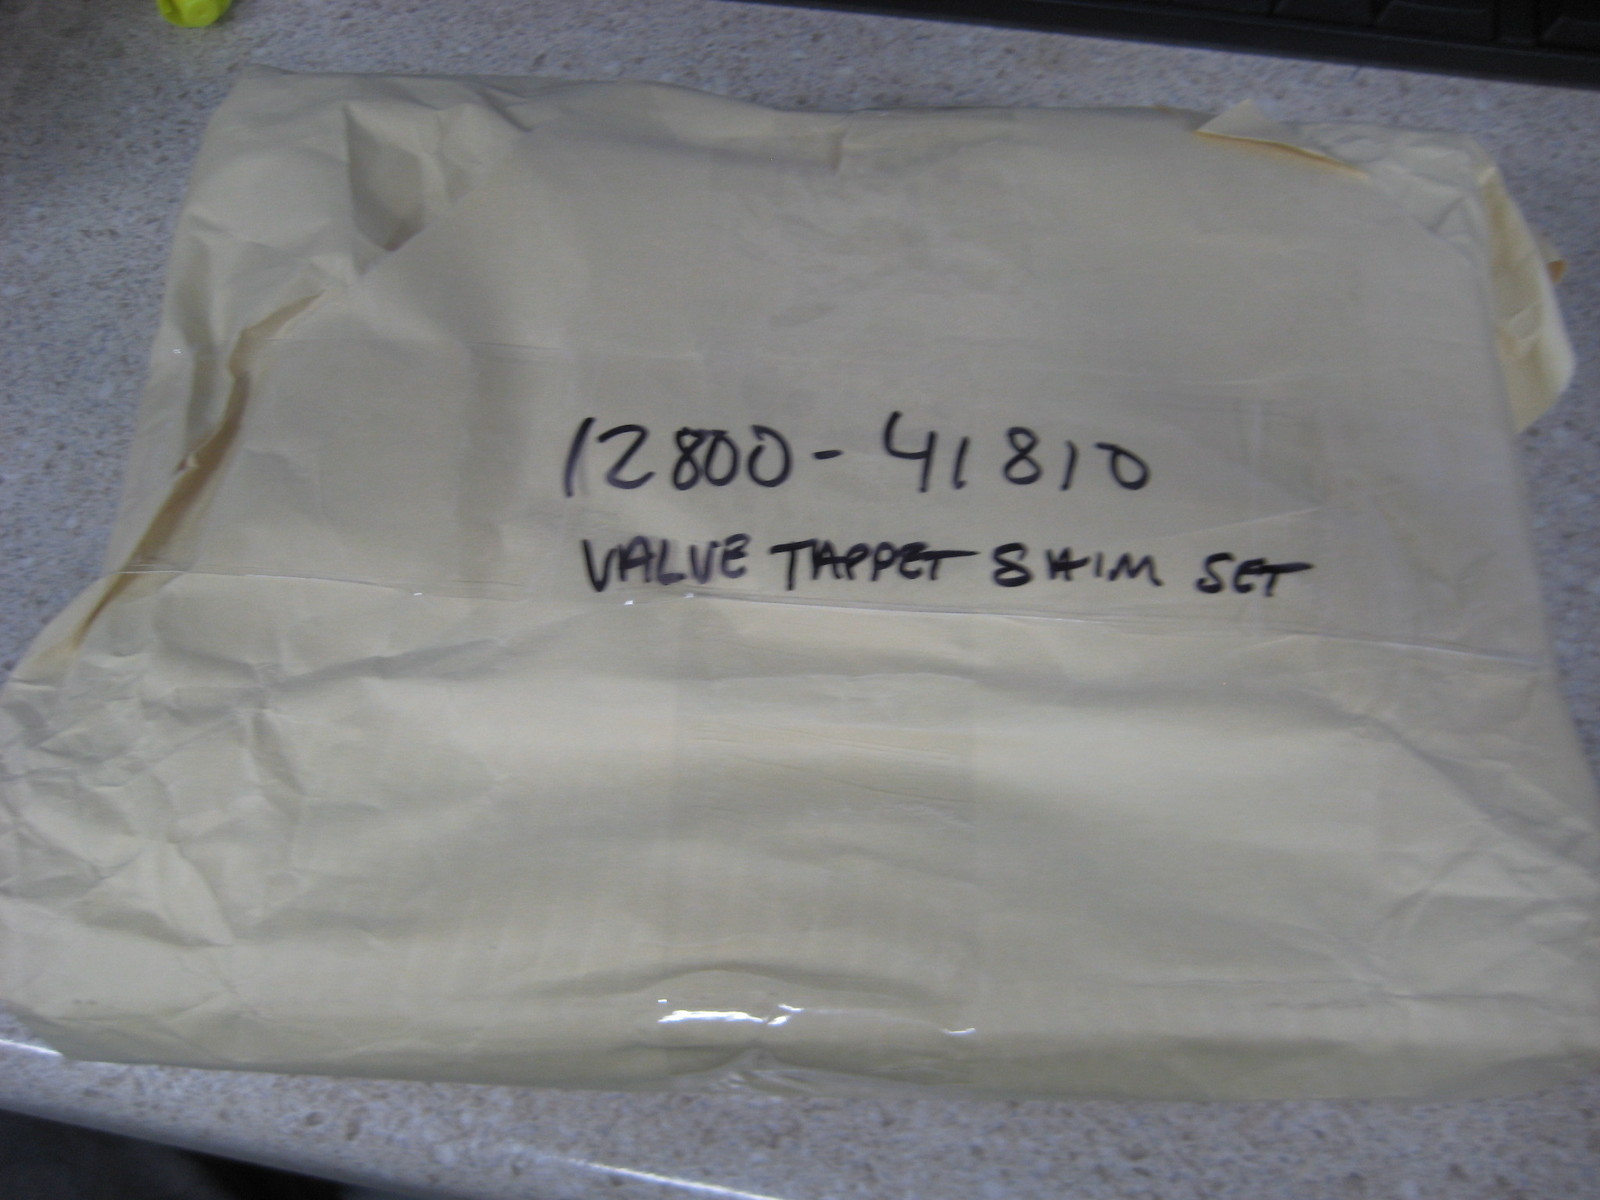 12800-41810
VALVE TAPPET SHIM SET